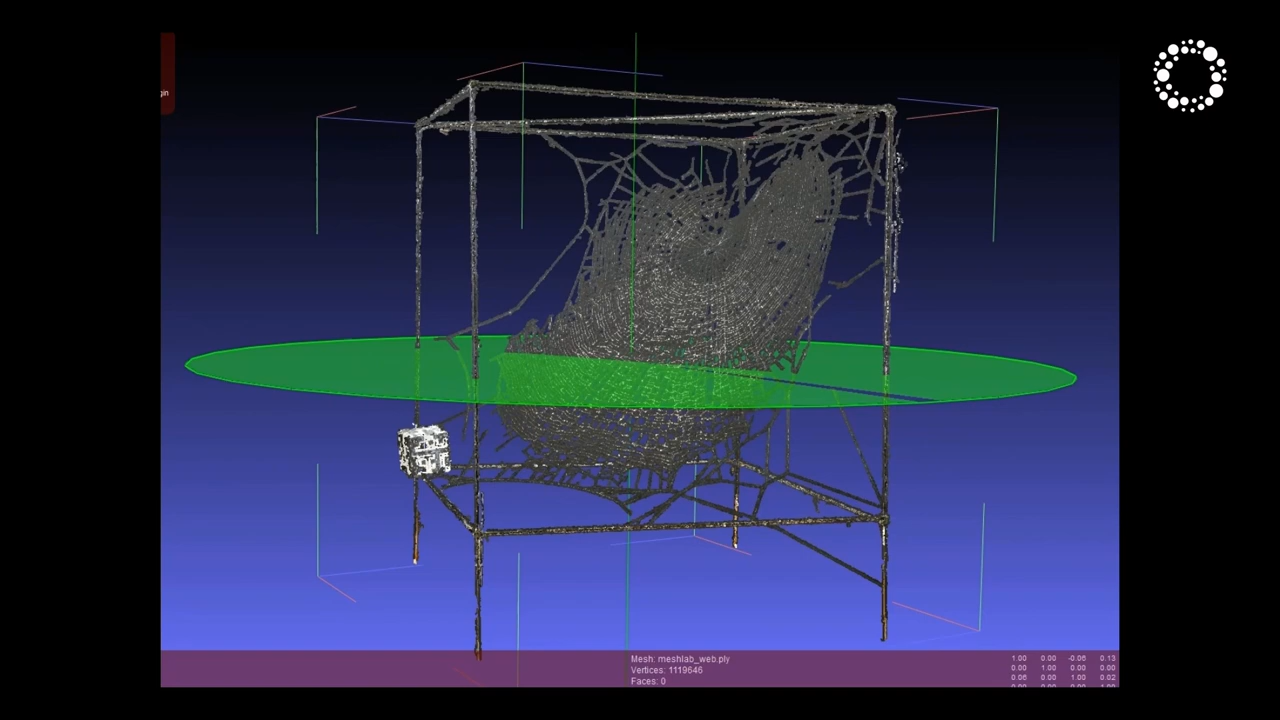 gin
Mesh: meshlab_web.ply
Vertices: 1119646
Faces: 0
1.00 0.00 -0.06 0.13
0.00 1.00 0.00 0.00
0.06 0.00 1.00 0.02